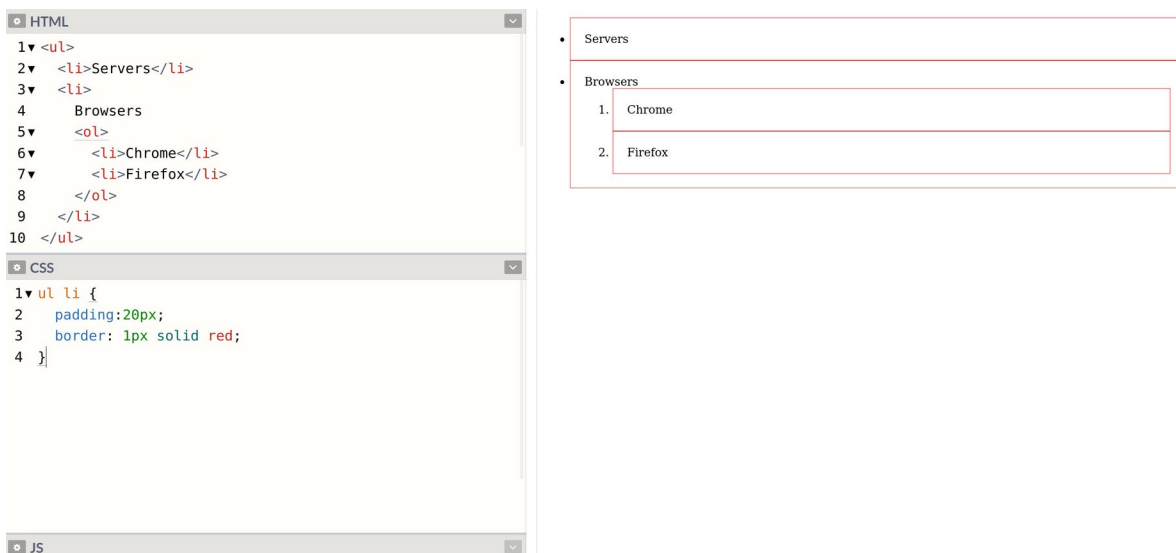 HTML
1 <ul>
2 <li>Servers</li>
3 <li>
4 Browsers
5 <ol>
6 <li>Chrome</li>
7 <li>Firefox</li>
8 </ol>
9 </li>
10 </ul>
CSS
1 ul li {
2 padding:20px;
3 border: 1px solid red;
4 }
JS
• Servers
• Browsers
1. Chrome
2. Firefox